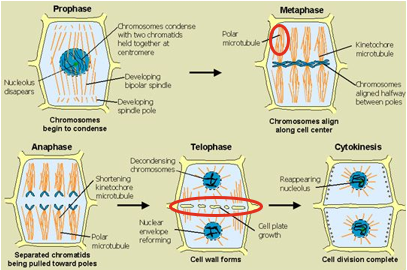 Prophase
Chromosomes condense
with two chromatids
held together at
centromere
Nucleolus
disapears
Developing
bipolar spindle
Developing
spindle pole
Chromosomes
begin to condense
Metaphase
Polar
microtubule
Kinetochore
microtubule
Chromosomes
aligned halfway
between poles
Chromosomes align
along cell center
Anaphase
Shortening
kinetochore
microtubule
Polar
microtubule
Separated chromatids
being pulled toward poles
Telophase
Decondensing
chromosomes
Cell plate
growth
Nuclear
envelope
reforming
Cell wall forms
Cytokinesis
Reappearing
nucleolus
Cell division complete